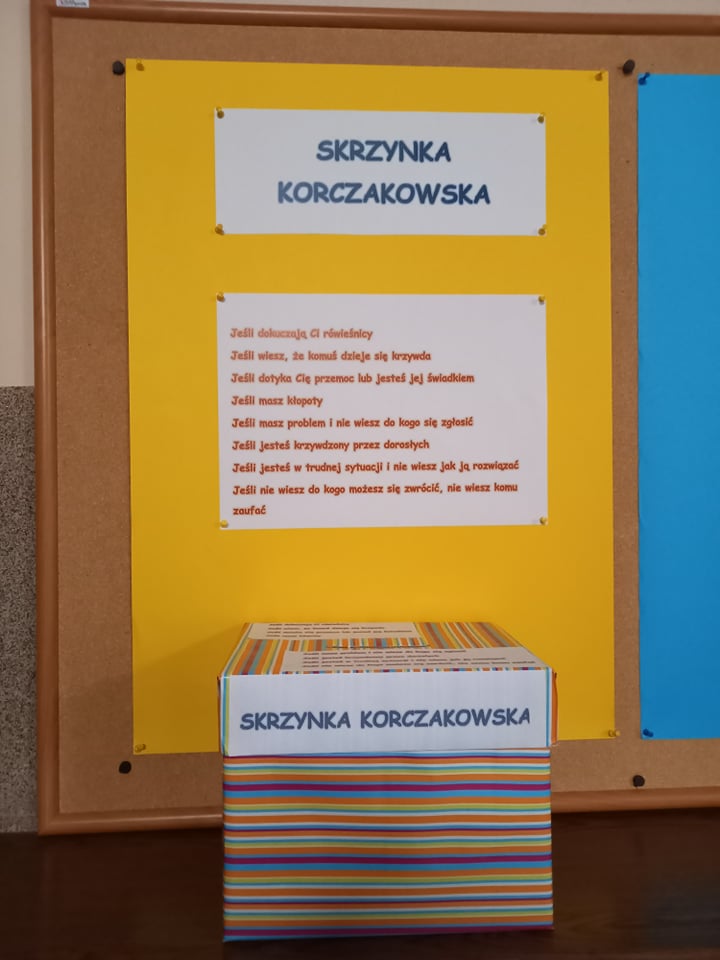 SKRZYNKA
KORCZAKOWSKA
Jeśli dokuczają Ci rówieśnicy
Jeśli wiesz, że komuś dzieje się krzywda
Jeśli dotyka Cię przemoc lub jesteś jej świadkiem
Jeśli masz kłopoty
Jeśli masz problem i nie wiesz do kogo się zgłosić
Jeśli jesteś krzywdzony przez dorosłych
Jeśli jesteś w trudnej sytuacji i nie wiesz jak ją rozwiązać
Jeśli nie wiesz do kogo możesz się zwrócić, nie wiesz komu
zaufać
SKRZYNKA KORCZAKOWSKA